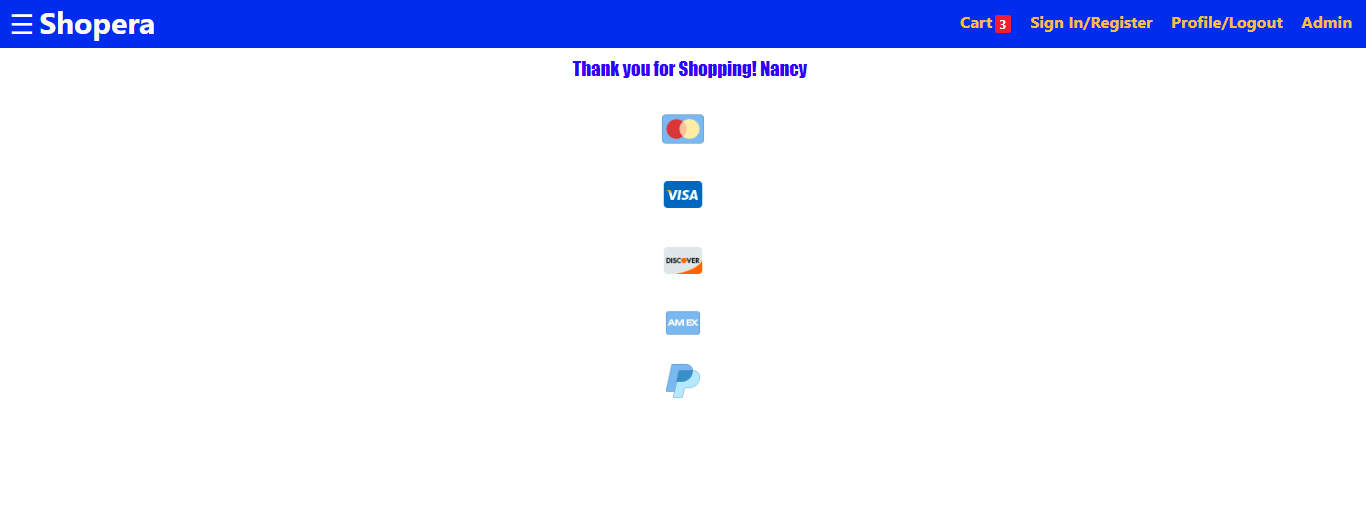 ☰ Shopera Cart 3 Sign In/Register Profile/Logout Admin
Thank you for Shopping! Nancy
VISA
DISCOVER
AM EX